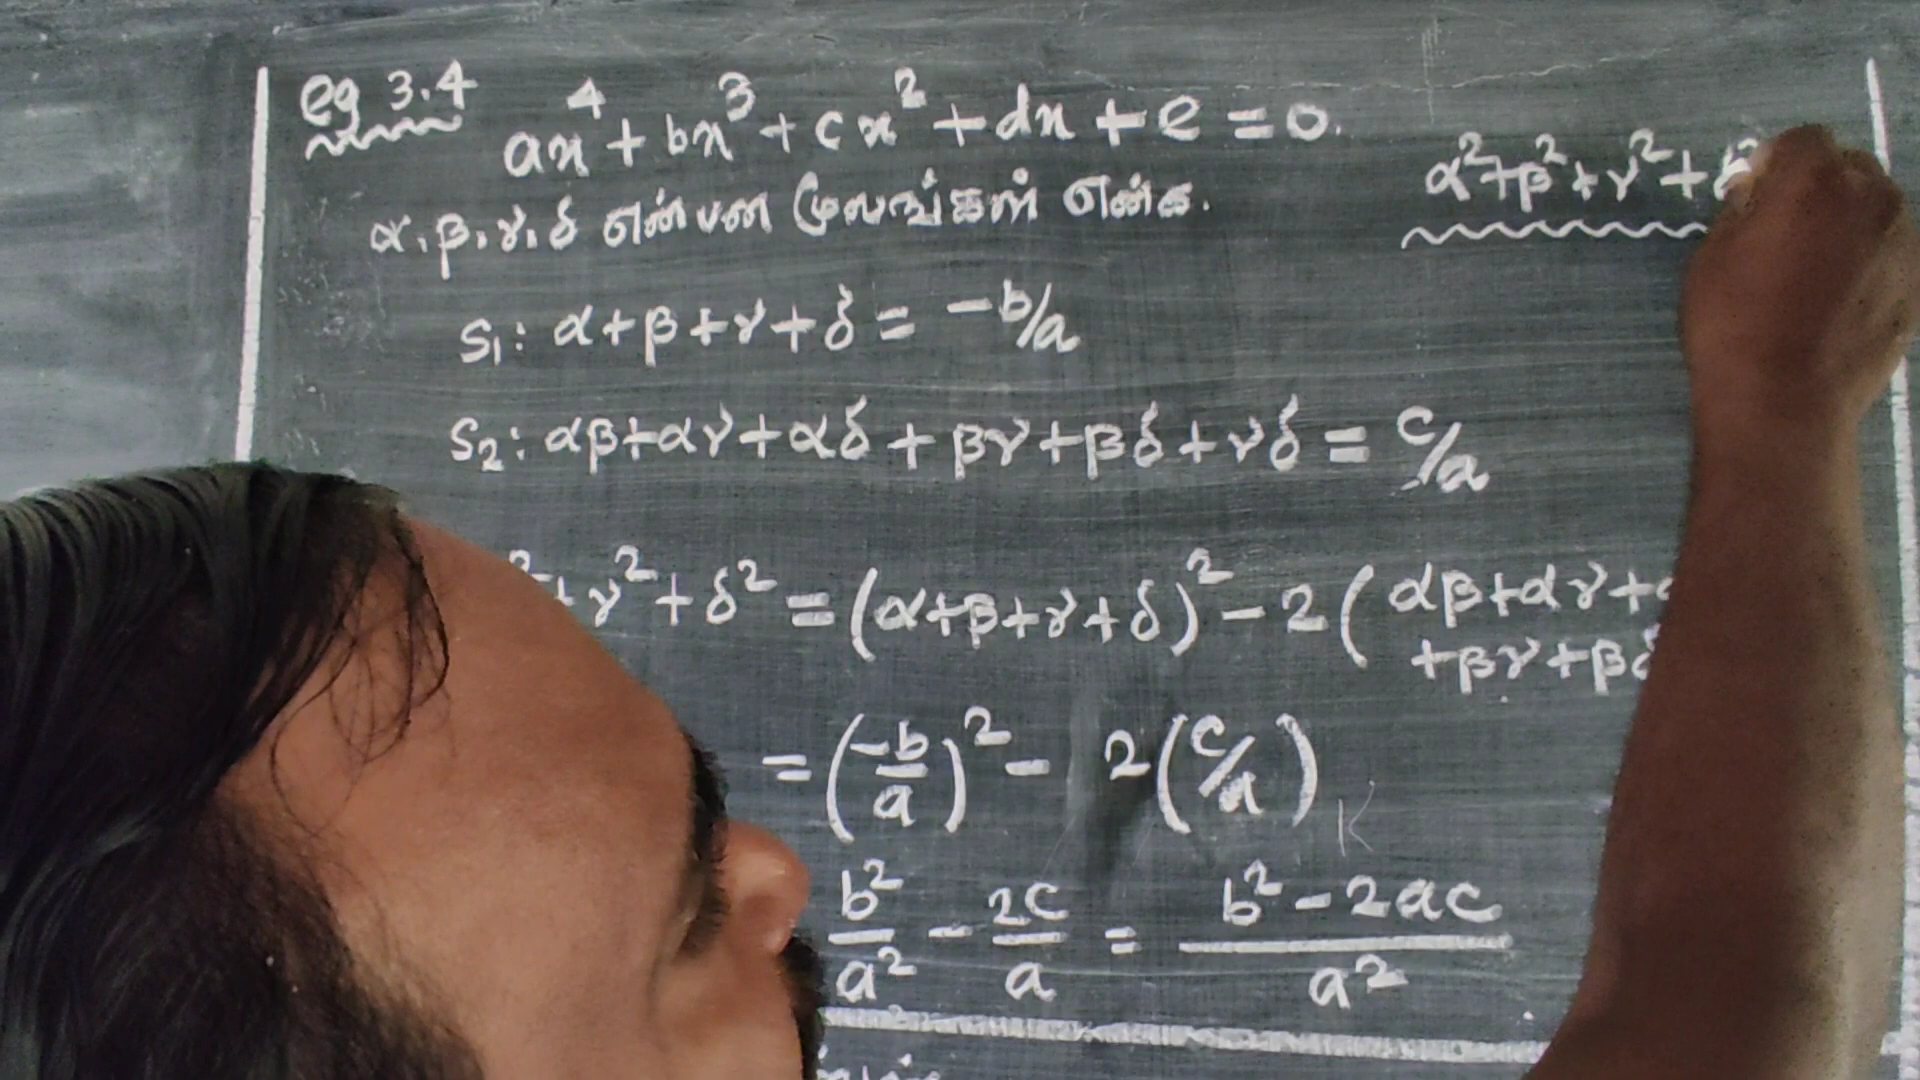 eg 3.4
ax⁴ + bx³ + cx² + dx + e = 0.
α²+β²+γ²+
α, β, γ, δ என்பன மூலங்கள் என்க.
S₁: α+β+γ+δ = -b/a
S₂: αβ+αγ+αδ+βγ+βδ+γδ = c/a
²+γ²+δ² = (α+β+γ+δ)² - 2(αβ+αγ+
+βγ+βδ
= (-b/a)² - 2(c/a)
b²/a² - 2c/a = b²-2ac/a²